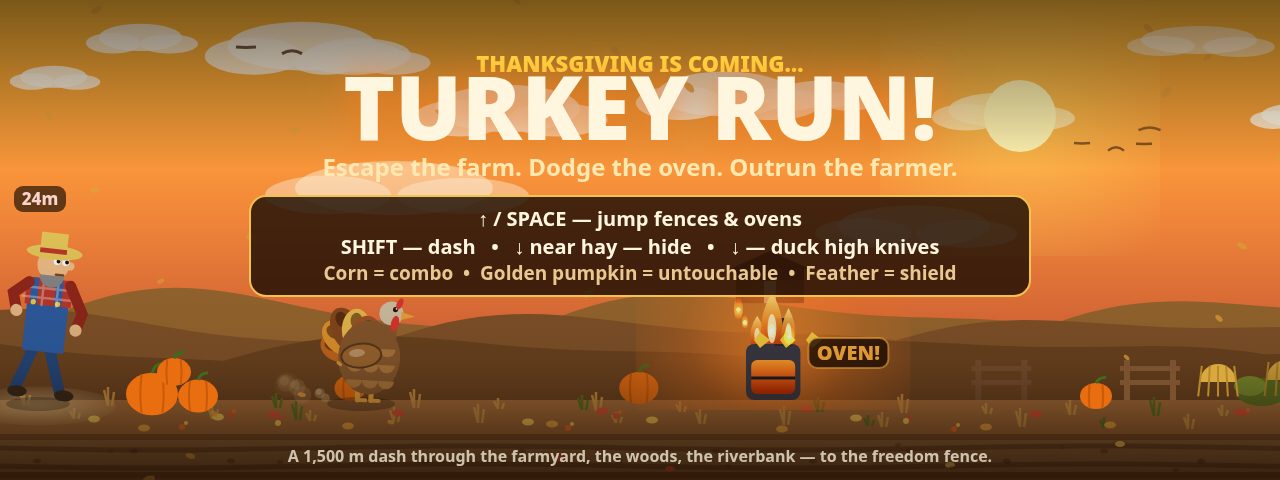 THANKSGIVING IS COMING...
TURKEY RUN!
Escape the farm. Dodge the oven. Outrun the farmer.
24m
↑ / SPACE — jump fences & ovens
SHIFT — dash • ↓ near hay — hide • ↓ — duck high knives
Corn = combo • Golden pumpkin = untouchable • Feather = shield
OVEN!
A 1,500 m dash through the farmyard, the woods, the riverbank — to the freedom fence.